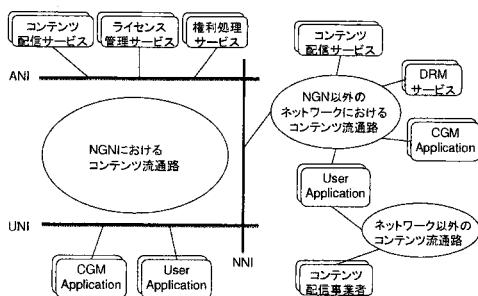 コンテンツ
配信サービス
ライセンス
管理サービス
権利処理
サービス
ANI
NGNにおける
コンテンツ流通路
UNI
CGM
Application
User
Application
NNI
コンテンツ
配信サービス
NGN以外の
ネットワークにおける
コンテンツ流通路
DRM
サービス
CGM
Application
User
Application
ネットワーク以外の
コンテンツ流通路
コンテンツ
配信事業者